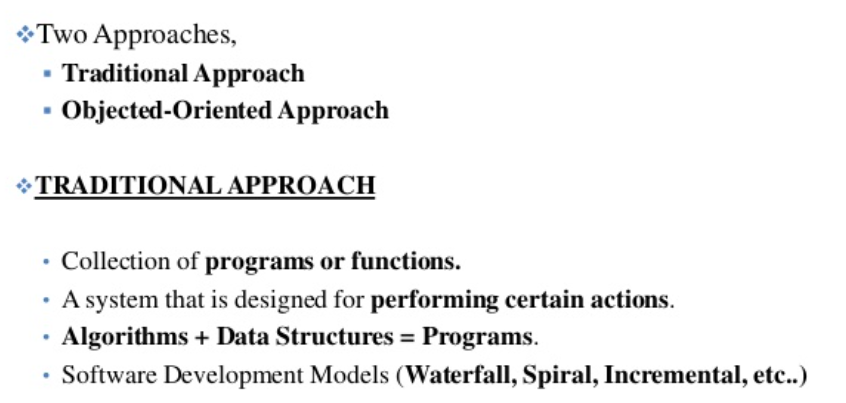 ❖Two Approaches,
▪ Traditional Approach
▪ Objected-Oriented Approach
❖TRADITIONAL APPROACH
• Collection of programs or functions.
• A system that is designed for performing certain actions.
• Algorithms + Data Structures = Programs.
• Software Development Models (Waterfall, Spiral, Incremental, etc..)